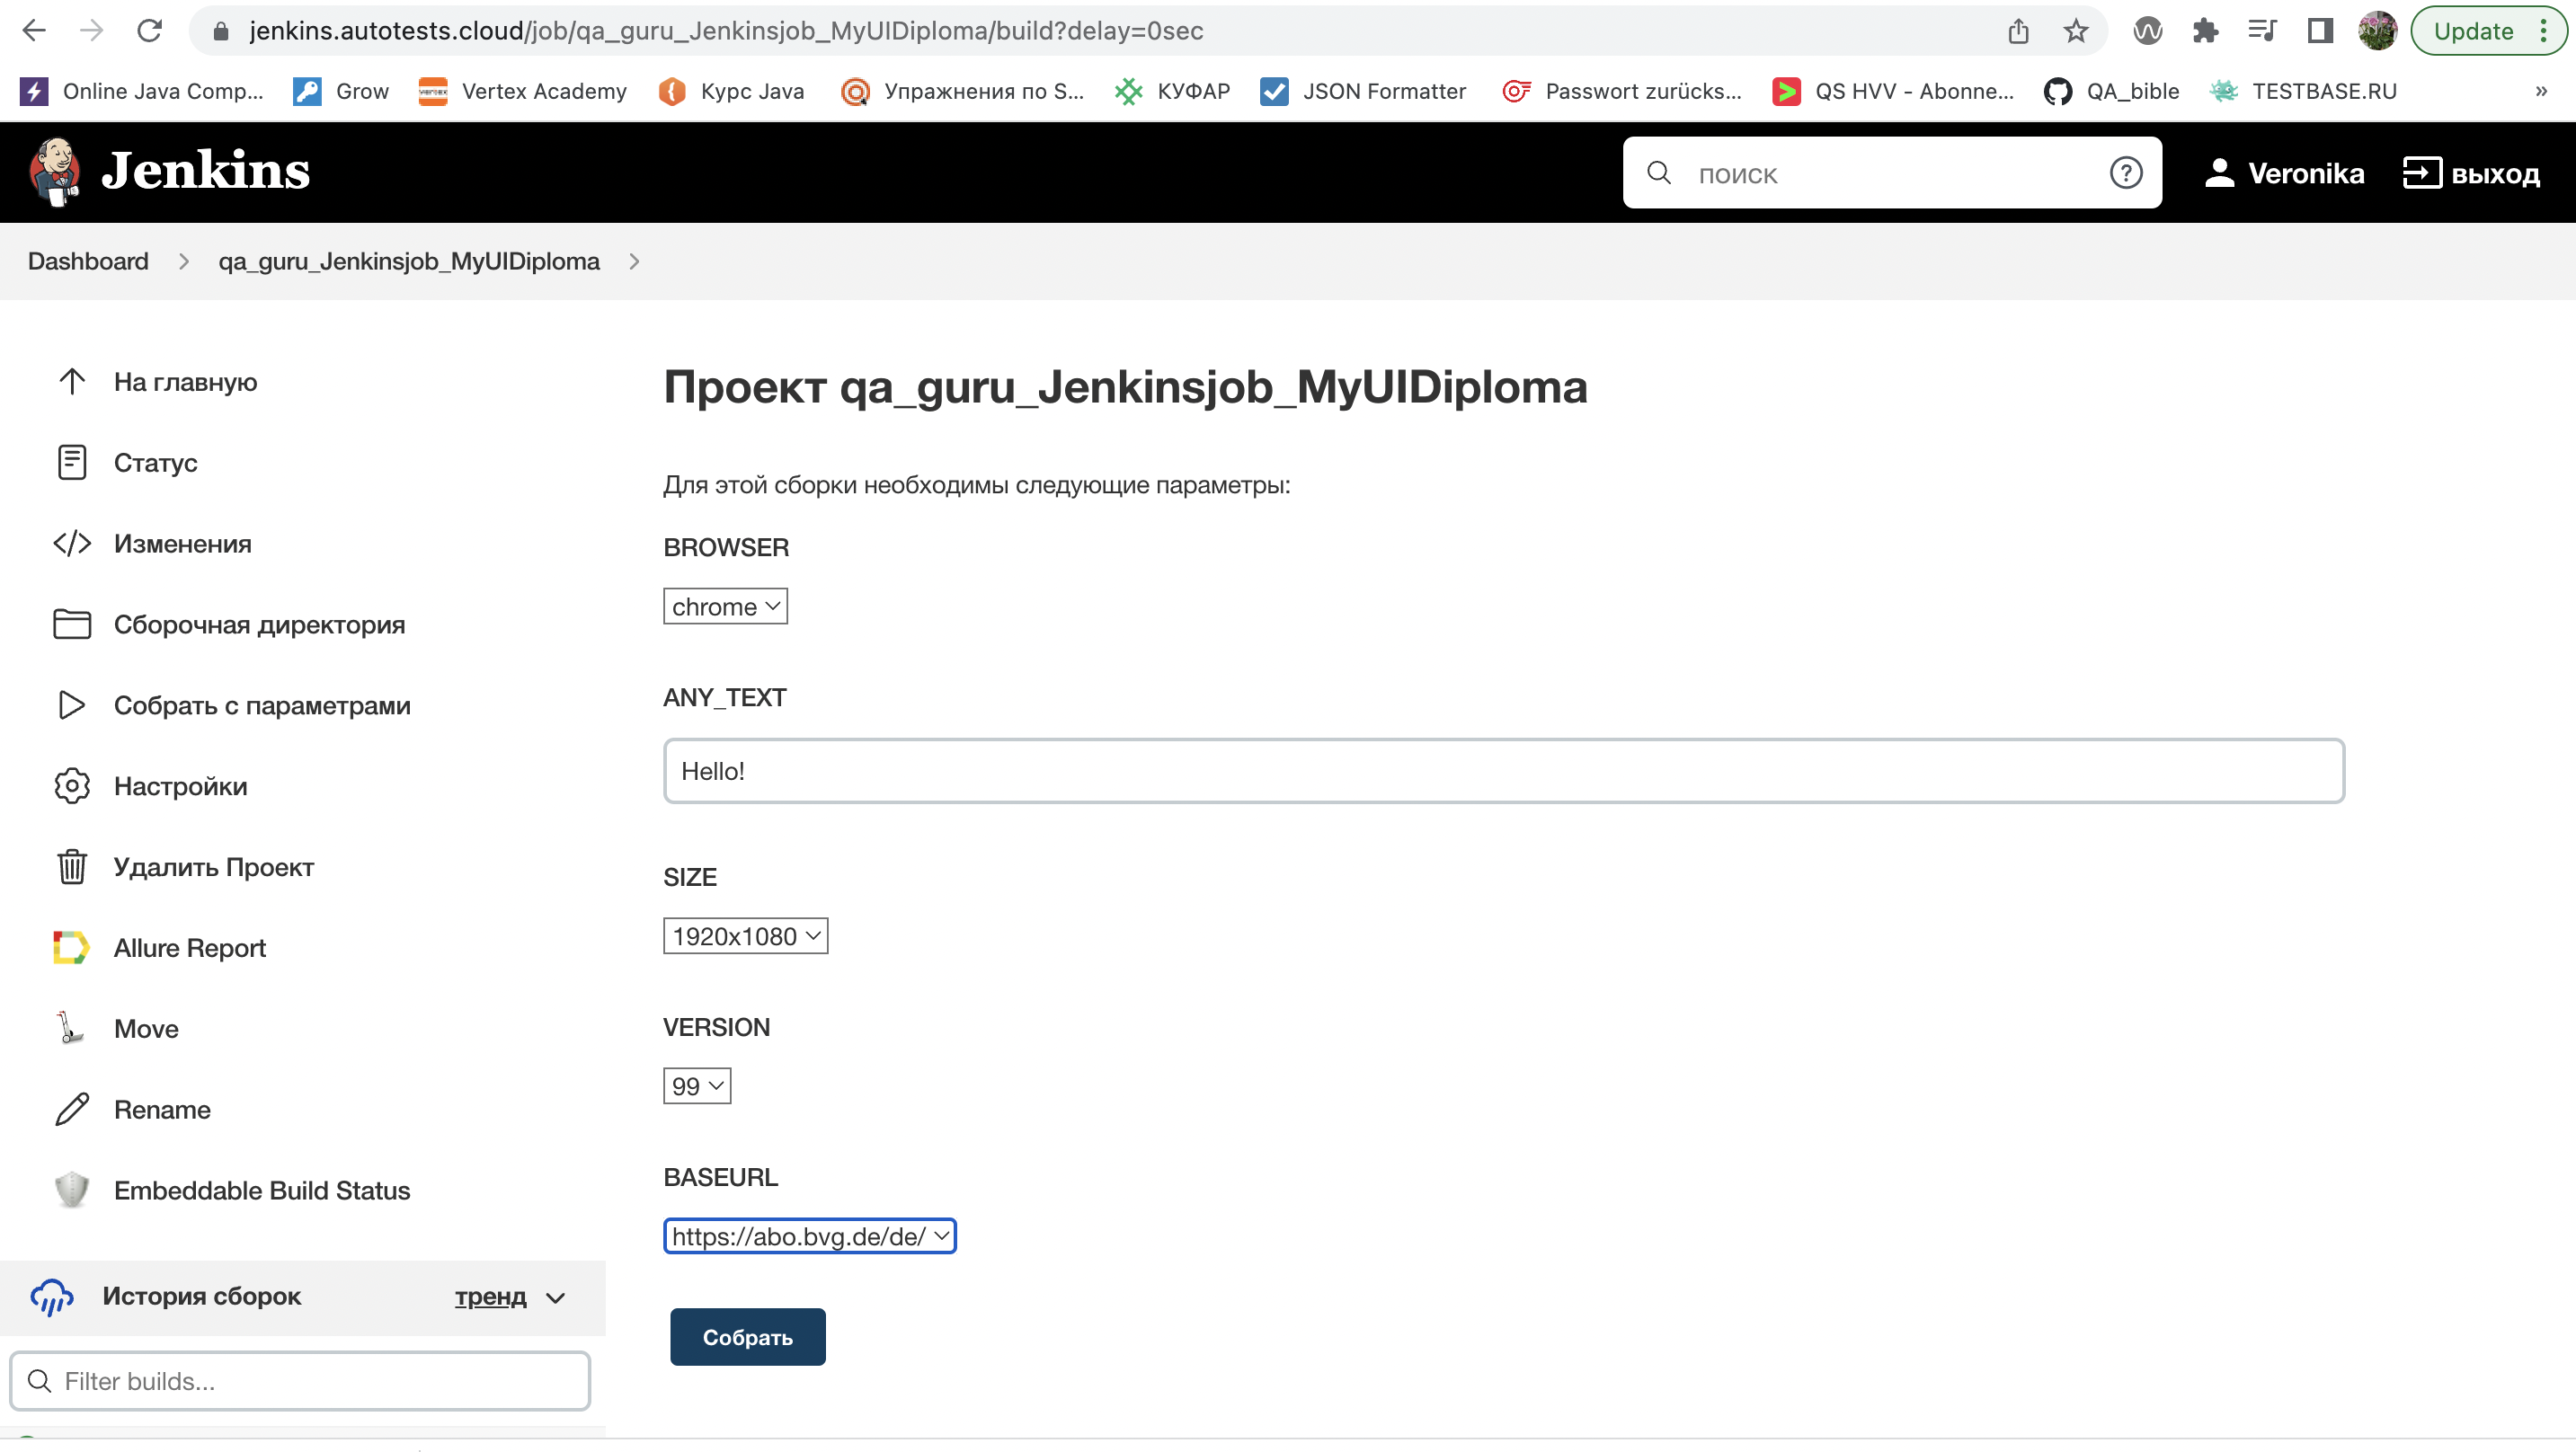 jenkins.autotests.cloud/job/qa_guru_Jenkinsjob_MyUIDiploma/build?delay=0sec
Update
Online Java Comp...
Grow
Vertex Academy
Курс Java
Упражнения по S...
КУФАР
JSON Formatter
Passwort zurücks...
QS HVV - Abonne...
QA_bible
TESTBASE.RU
»
Jenkins
поиск
Veronika
выход
Dashboard
qa_guru_Jenkinsjob_MyUIDiploma
На главную
Статус
Изменения
Сборочная директория
Собрать с параметрами
Настройки
Удалить Проект
Allure Report
Move
Rename
Embeddable Build Status
История сборок
тренд
Filter builds...
Проект qa_guru_Jenkinsjob_MyUIDiploma
Для этой сборки необходимы следующие параметры:
BROWSER
chrome
ANY_TEXT
Hello!
SIZE
1920x1080
VERSION
99
BASEURL
https://abo.bvg.de/de/
Собрать